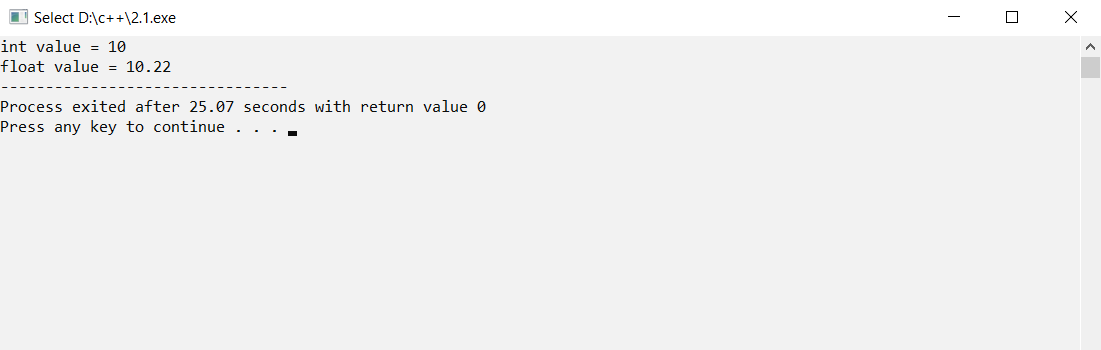 Select D:\c++\2.1.exe
int value = 10
float value = 10.22
--------------------------------
Process exited after 25.07 seconds with return value 0
Press any key to continue . . .